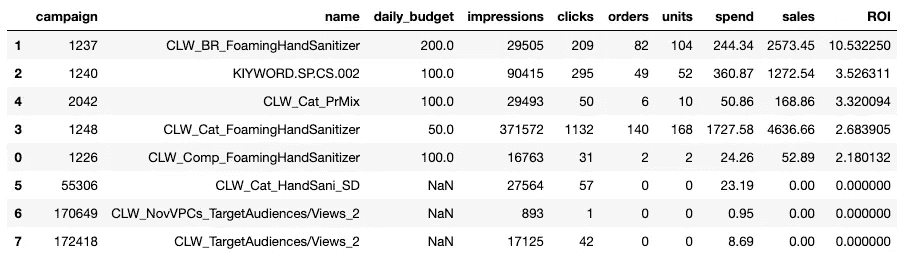 campaign name daily_budget impressions clicks orders units spend sales ROI
1 1237 CLW_BR_FoamingHandSanitizer 200.0 29505 209 82 104 244.34 2573.45 10.532250
2 1240 KIYWORD.SP.CS.002 100.0 90415 295 49 52 360.87 1272.54 3.526311
4 2042 CLW_Cat_PrMix 100.0 29493 50 6 10 50.86 168.86 3.320094
3 1248 CLW_Cat_FoamingHandSanitizer 50.0 371572 1132 140 168 1727.58 4636.66 2.683905
0 1226 CLW_Comp_FoamingHandSanitizer 100.0 16763 31 2 2 24.26 52.89 2.180132
5 55306 CLW_Cat_HandSani_SD NaN 27564 57 0 0 23.19 0.00 0.000000
6 170649 CLW_NovVPCs_TargetAudiences/Views_2 NaN 893 1 0 0 0.95 0.00 0.000000
7 172418 CLW_TargetAudiences/Views_2 NaN 17125 42 0 0 8.69 0.00 0.000000